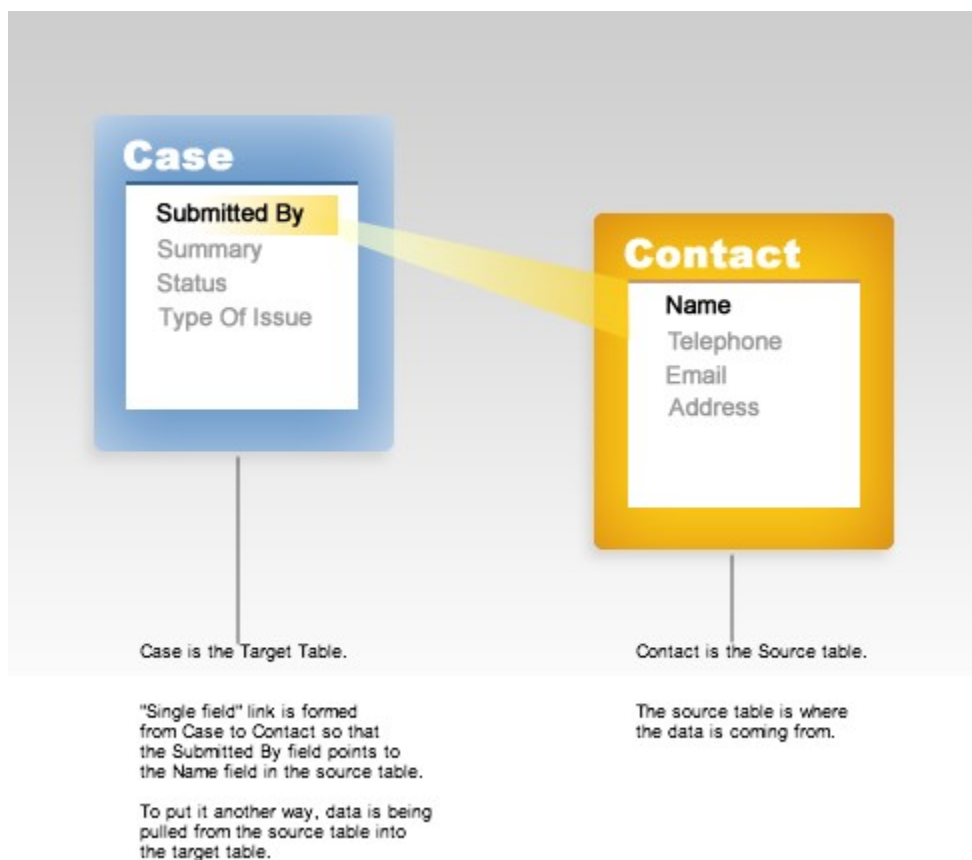 Case
Submitted By
Summary
Status
Type Of Issue
Contact
Name
Telephone
Email
Address
Case is the Target Table.
"Single field" link is formed
from Case to Contact so that
the Submitted By field points to
the Name field in the source table.
To put it another way, data is being
pulled from the source table into
the target table.
Contact is the Source table.
The source table is where
the data is coming from.